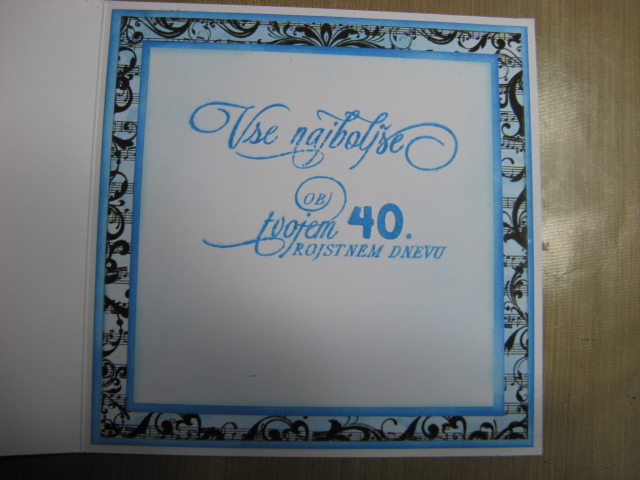 Vse najboljše
OB
tvojem 40.
ROJSTNEM DNEVU